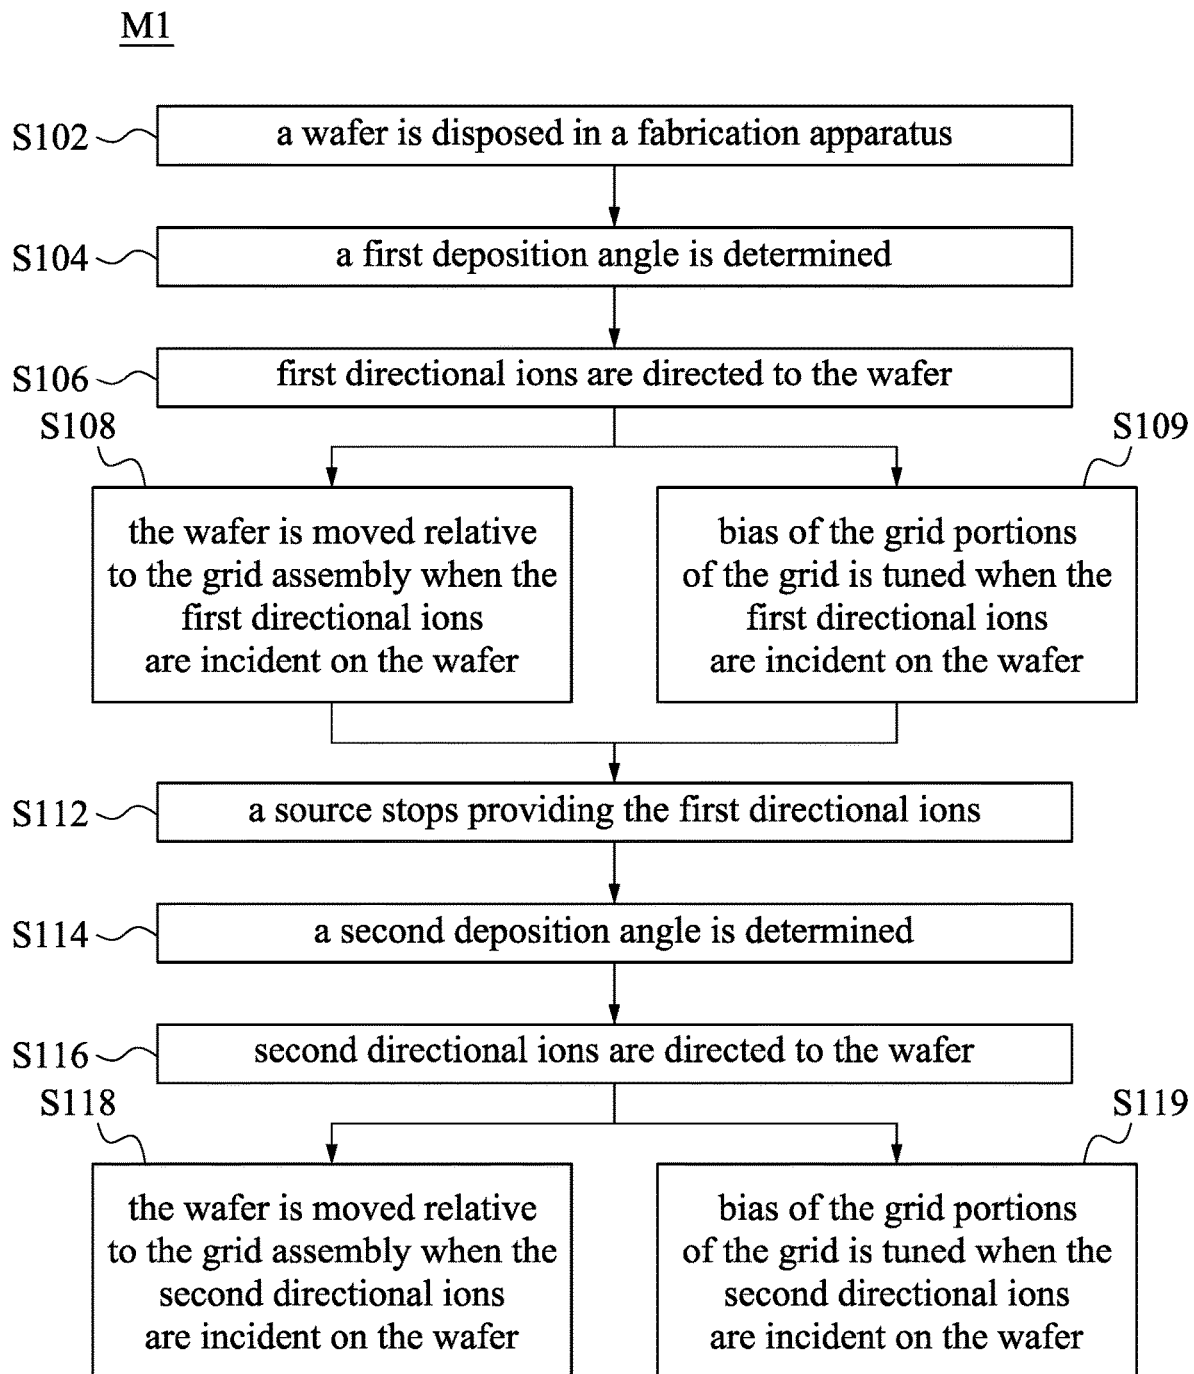 M1
S102
a wafer is disposed in a fabrication apparatus
S104
a first deposition angle is determined
S106
first directional ions are directed to the wafer
S108
S109
the wafer is moved relative
to the grid assembly when the
first directional ions
are incident on the wafer
bias of the grid portions
of the grid is tuned when the
first directional ions
are incident on the wafer
S112
a source stops providing the first directional ions
S114
a second deposition angle is determined
S116
second directional ions are directed to the wafer
S118
S119
the wafer is moved relative
to the grid assembly when the
second directional ions
are incident on the wafer
bias of the grid portions
of the grid is tuned when the
second directional ions
are incident on the wafer